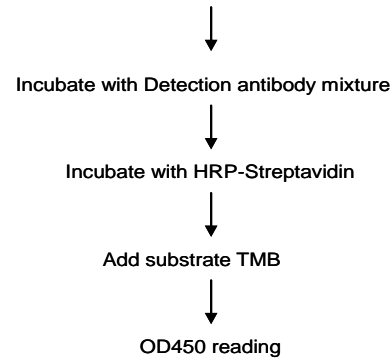 Incubate with Detection antibody mixture
Incubate with HRP-Streptavidin
Add substrate TMB
OD450 reading